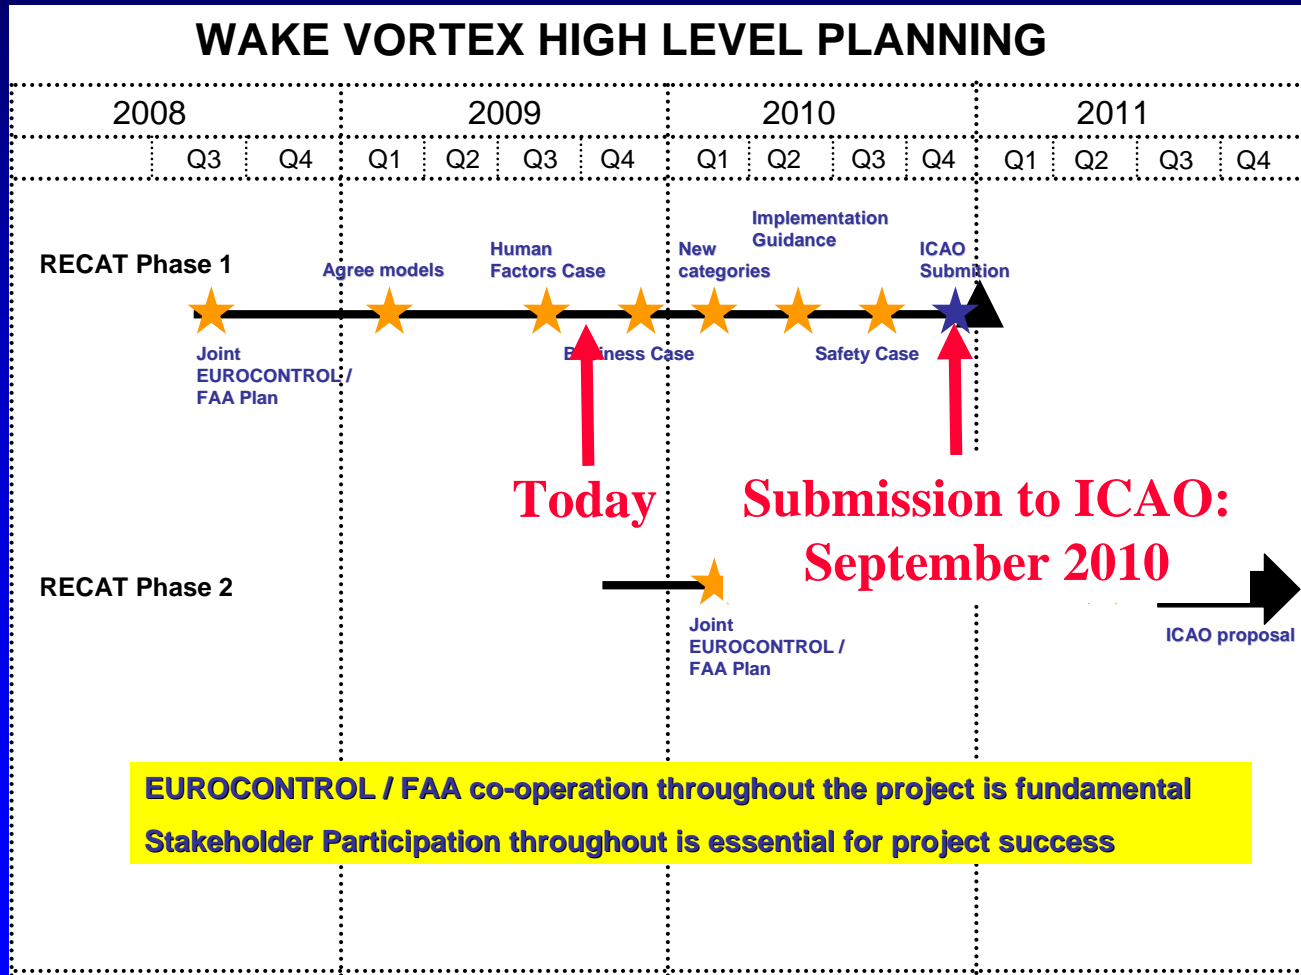 WAKE VORTEX HIGH LEVEL PLANNING
2008 2009 2010 2011
Q3 Q4 Q1 Q2 Q3 Q4 Q1 Q2 Q3 Q4 Q1 Q2 Q3 Q4
RECAT Phase 1
Agree models
Human
Factors Case
New
categories
Implementation
Guidance
ICAO
Submition
Joint
EUROCONTROL /
FAA Plan
Business Case
Safety Case
Today
Submission to ICAO:
September 2010
RECAT Phase 2
Joint
EUROCONTROL /
FAA Plan
ICAO proposal
EUROCONTROL / FAA co-operation throughout the project is fundamental
Stakeholder Participation throughout is essential for project success